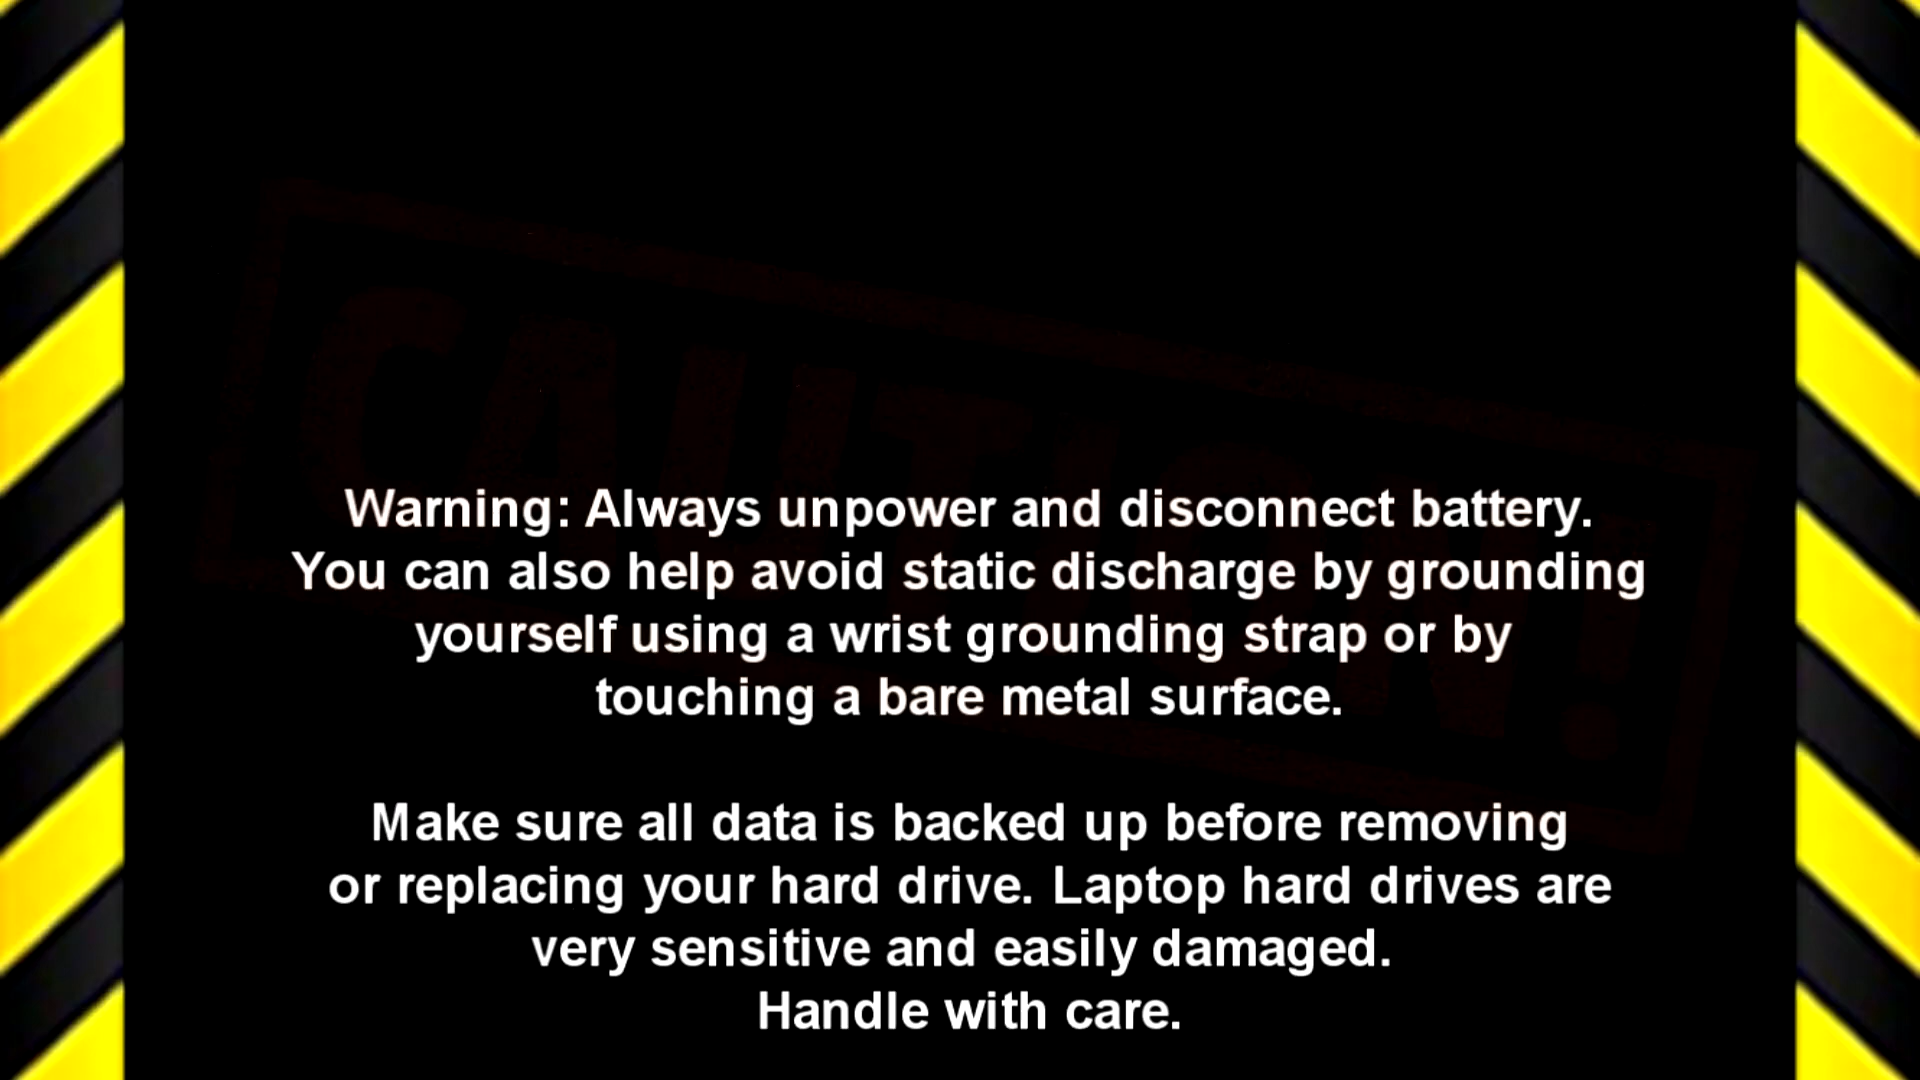 CAUTION!
Warning: Always unpower and disconnect battery.
You can also help avoid static discharge by grounding
yourself using a wrist grounding strap or by
touching a bare metal surface.
Make sure all data is backed up before removing
or replacing your hard drive. Laptop hard drives are
very sensitive and easily damaged.
Handle with care.